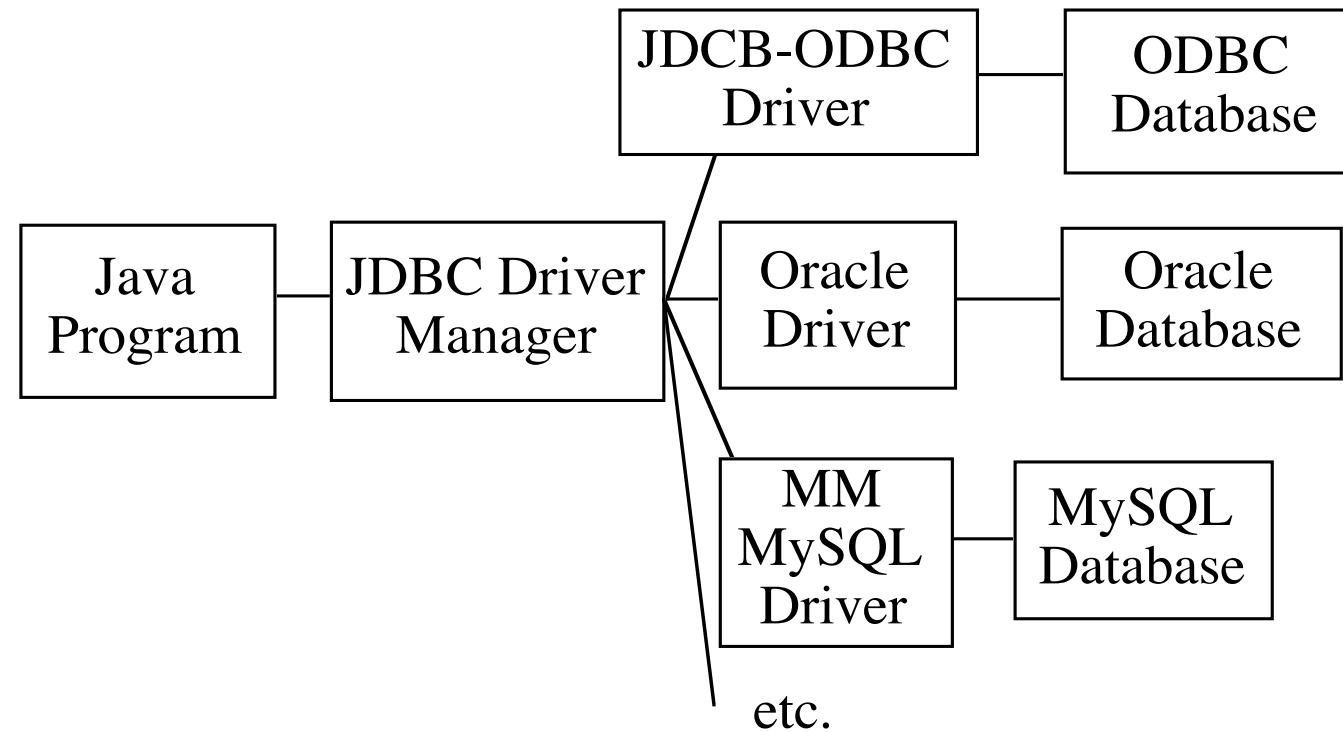 JDCB-ODBC
Driver
ODBC
Database
Java
Program
JDBC Driver
Manager
Oracle
Driver
Oracle
Database
MM
MySQL
Driver
MySQL
Database
etc.